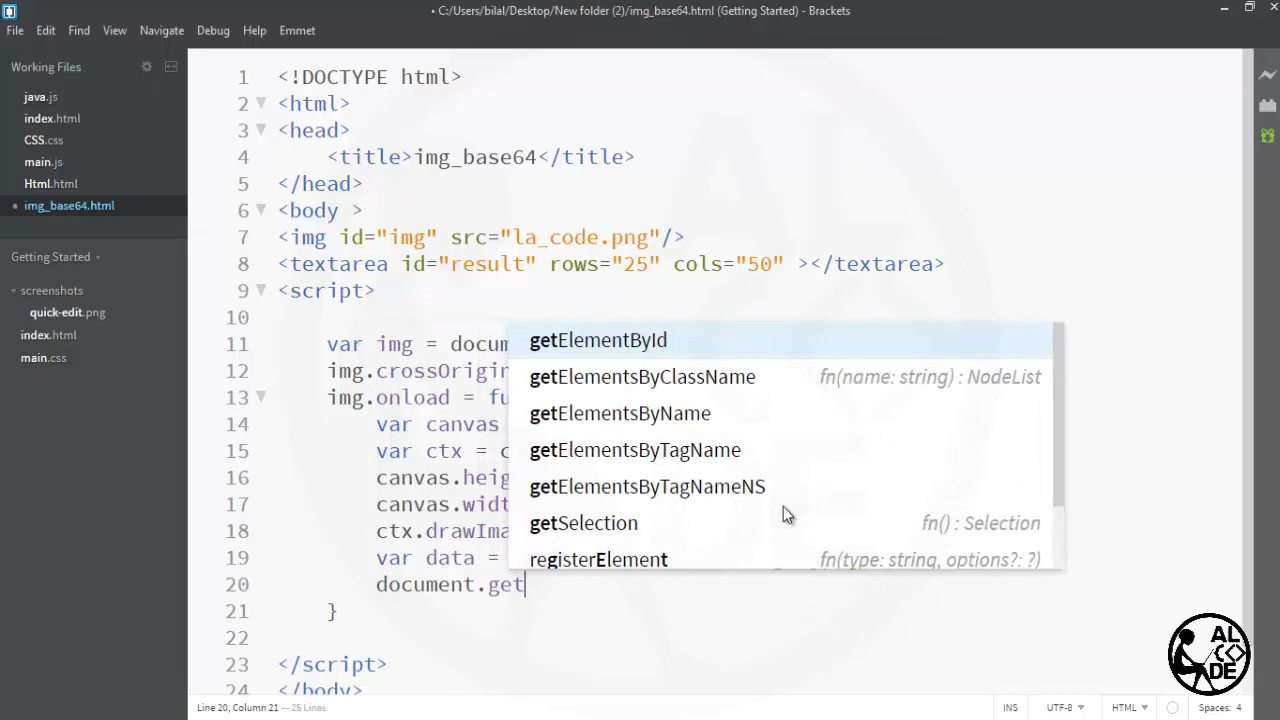 • C:/Users/bilal/Desktop/New folder (2)/img_base64.html (Getting Started) - Brackets
File Edit Find View Navigate Debug Help Emmet
Working Files
java.js
index.html
CSS.css
main.js
Html.html
• img_base64.html
Getting Started
screenshots
quick-edit.png
index.html
main.css
1 <!DOCTYPE html>
2 <html>
3 <head>
4 <title>img_base64</title>
5 </head>
6 <body >
7 <img id="img" src="la_code.png"/>
8 <textarea id="result" rows="25" cols="50" ></textarea>
9 <script>
10
11 var img = docum
12 img.crossOrigin
13 img.onload = fu
14 var canvas
15 var ctx = c
16 canvas.heig
17 canvas.widt
18 ctx.drawIma
19 var data =
20 document.get
21 }
22
23 </script>
24 </body>
getElementById
getElementsByClassName fn(name: string) : NodeList
getElementsByName
getElementsByTagName
getElementsByTagNameNS
getSelection fn() : Selection
registerElement fn(type: string, options?: ?)
AL
C<>
DE
Line 20, Column 21 — 25 Lines
INS UTF-8 HTML Spaces: 4